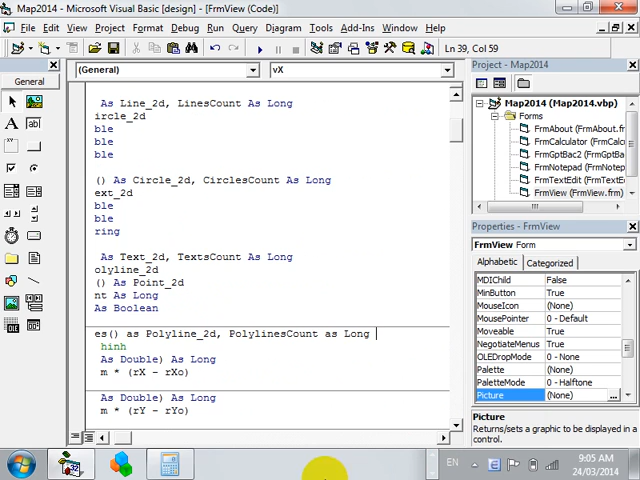 Map2014 - Microsoft Visual Basic [design] - [FrmView (Code)]
File Edit View Project Format Debug Run Query Diagram Tools Add-Ins Window Help
Ln 39, Col 59
General
(General) vX
As Line_2d, LinesCount As Long
ircle_2d
ble
ble
ble
() As Circle_2d, CirclesCount As Long
ext_2d
ble
ble
ring
As Text_2d, TextsCount As Long
olyline_2d
() As Point_2d
nt As Long
As Boolean
es() as Polyline_2d, PolylinesCount as Long
hinh
As Double) As Long
m * (rX - rXo)
As Double) As Long
m * (rY - rYo)
Project - Map2014
Map2014 (Map2014.vbp)
Forms
FrmAbout (FrmAbout.fr
FrmCalculator (FrmCalcu
FrmGptBac2 (FrmGptBac
FrmNotepad (FrmNotepa
FrmTextEdit (FrmTextEd
FrmView (FrmView.frm)
Properties - FrmView
FrmView Form
Alphabetic Categorized
MDIChild False
MinButton True
MouseIcon (None)
MousePointer 0 - Default
Moveable True
NegotiateMenus True
OLEDropMode 0 - None
Palette (None)
PaletteMode 0 - Halftone
Picture (None) ...
Picture
Returns/sets a graphic to be displayed in a control.
EN
9:05 AM
24/03/2014